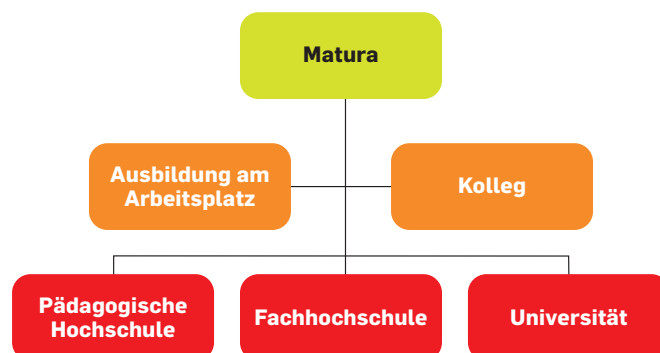 Matura
Ausbildung am
Arbeitsplatz
Kolleg
Pädagogische
Hochschule
Fachhochschule
Universität